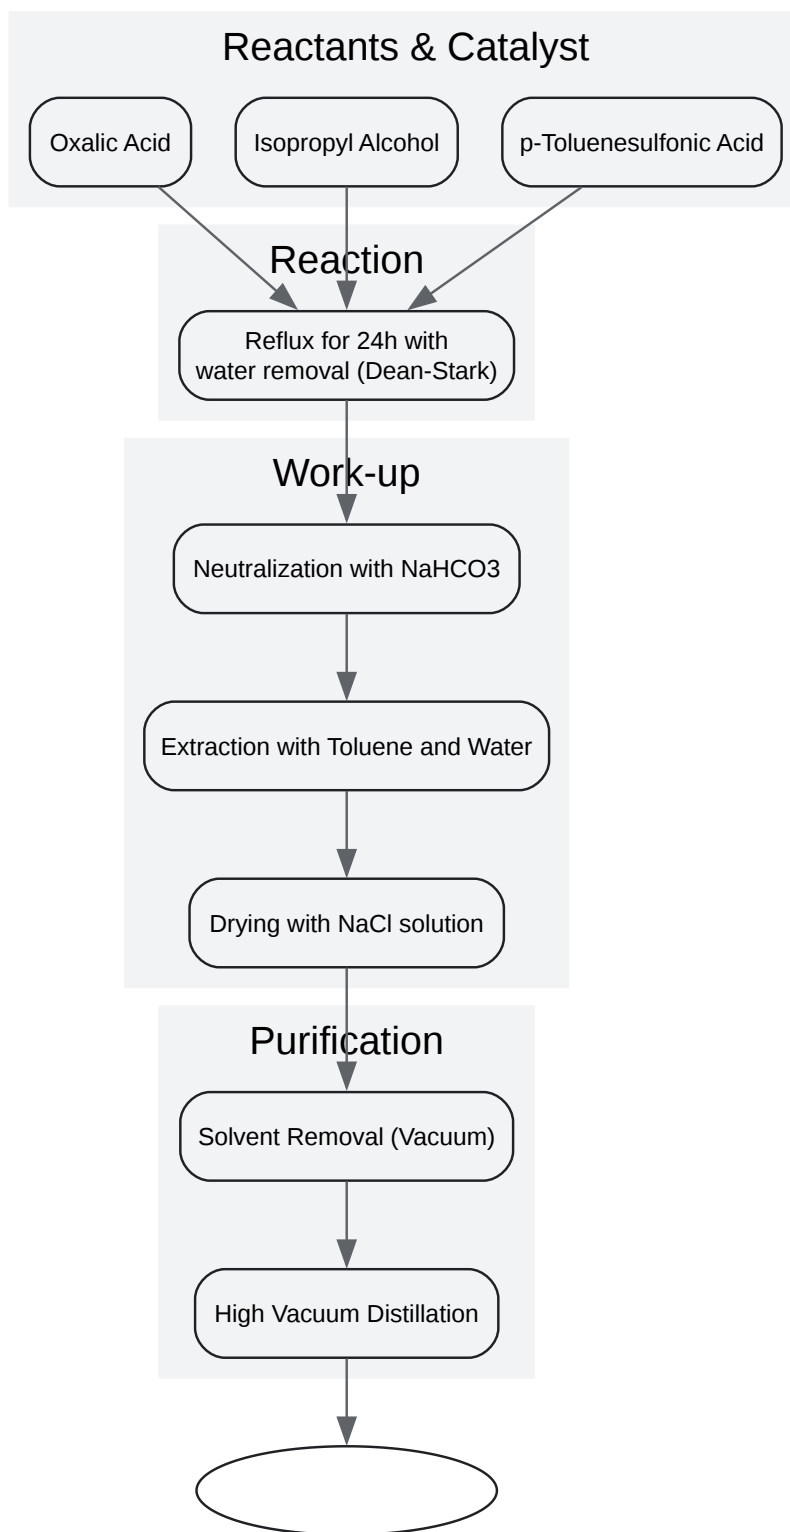 Reactants & Catalyst
Oxalic Acid
Isopropyl Alcohol
p-Toluenesulfonic Acid
Reaction
Reflux for 24h with
water removal (Dean-Stark)
Work-up
Neutralization with NaHCO3
Extraction with Toluene and Water
Drying with NaCl solution
Purification
Solvent Removal (Vacuum)
High Vacuum Distillation